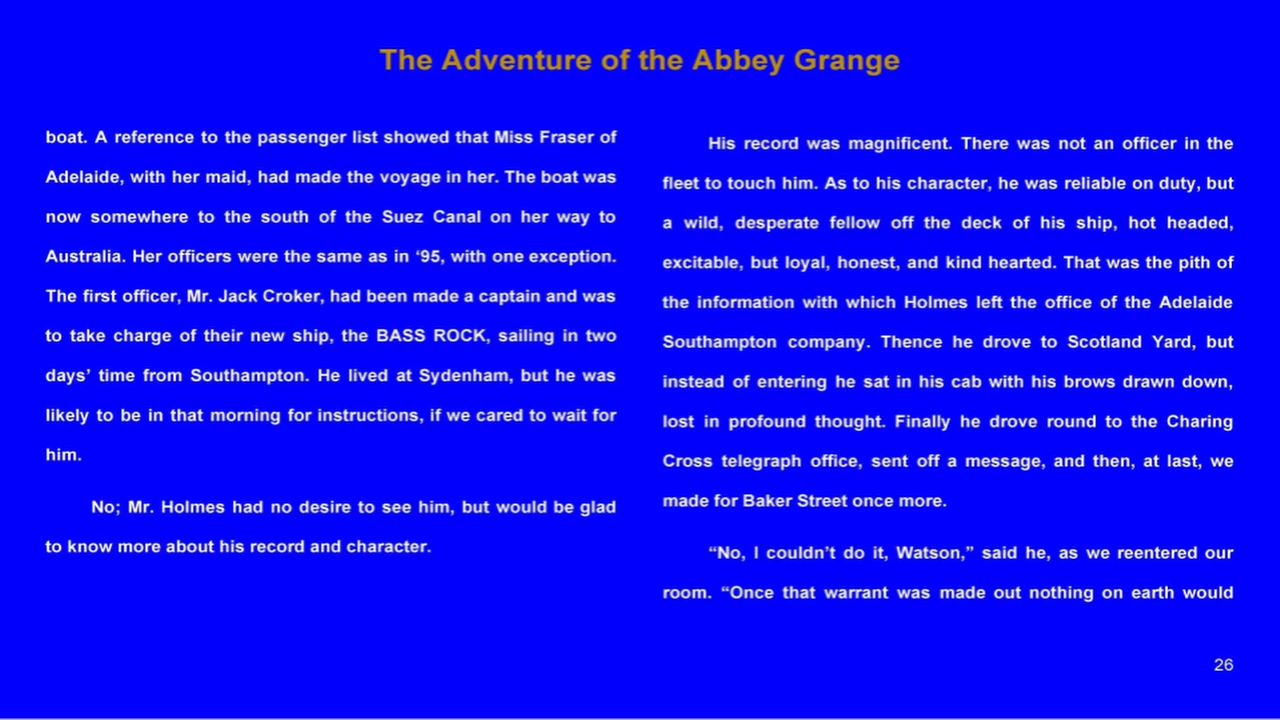 The Adventure of the Abbey Grange
boat. A reference to the passenger list showed that Miss Fraser of
Adelaide, with her maid, had made the voyage in her. The boat was
now somewhere to the south of the Suez Canal on her way to
Australia. Her officers were the same as in ‘95, with one exception.
The first officer, Mr. Jack Croker, had been made a captain and was
to take charge of their new ship, the BASS ROCK, sailing in two
days’ time from Southampton. He lived at Sydenham, but he was
likely to be in that morning for instructions, if we cared to wait for
him.
No; Mr. Holmes had no desire to see him, but would be glad
to know more about his record and character.
His record was magnificent. There was not an officer in the
fleet to touch him. As to his character, he was reliable on duty, but
a wild, desperate fellow off the deck of his ship, hot headed,
excitable, but loyal, honest, and kind hearted. That was the pith of
the information with which Holmes left the office of the Adelaide
Southampton company. Thence he drove to Scotland Yard, but
instead of entering he sat in his cab with his brows drawn down,
lost in profound thought. Finally he drove round to the Charing
Cross telegraph office, sent off a message, and then, at last, we
made for Baker Street once more.
“No, I couldn’t do it, Watson,” said he, as we reentered our
room. “Once that warrant was made out nothing on earth would
26